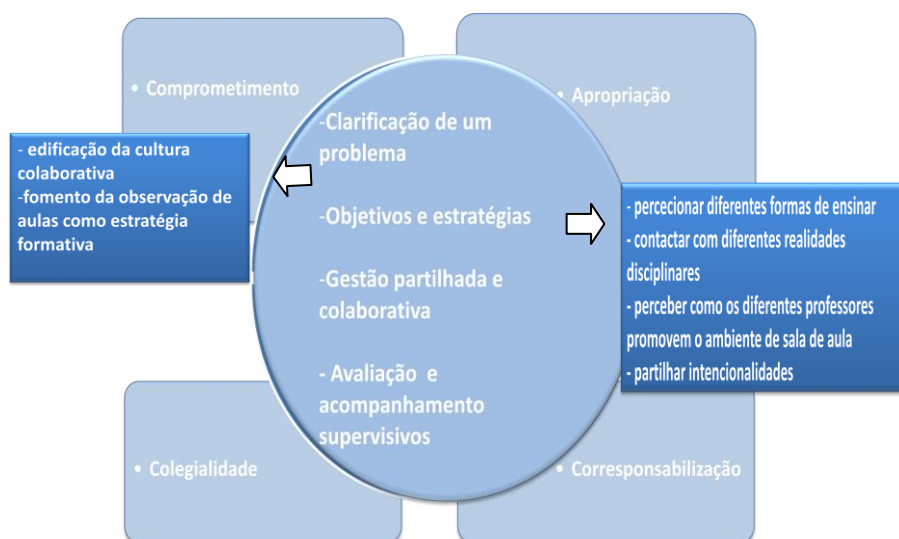 • Comprometimento
• Apropriação
- edificação da cultura
colaborativa
-fomento da observação de
aulas como estratégia
formativa
-Clarificação de um
problema
-Objetivos e estratégias
-Gestão partilhada e
colaborativa
- Avaliação e
acompanhamento
supervisivos
- percecionar diferentes formas de ensinar
- contactar com diferentes realidades
disciplinares
- perceber como os diferentes professores
promovem o ambiente de sala de aula
- partilhar intencionalidades
• Colegialidade
• Corresponsabilização